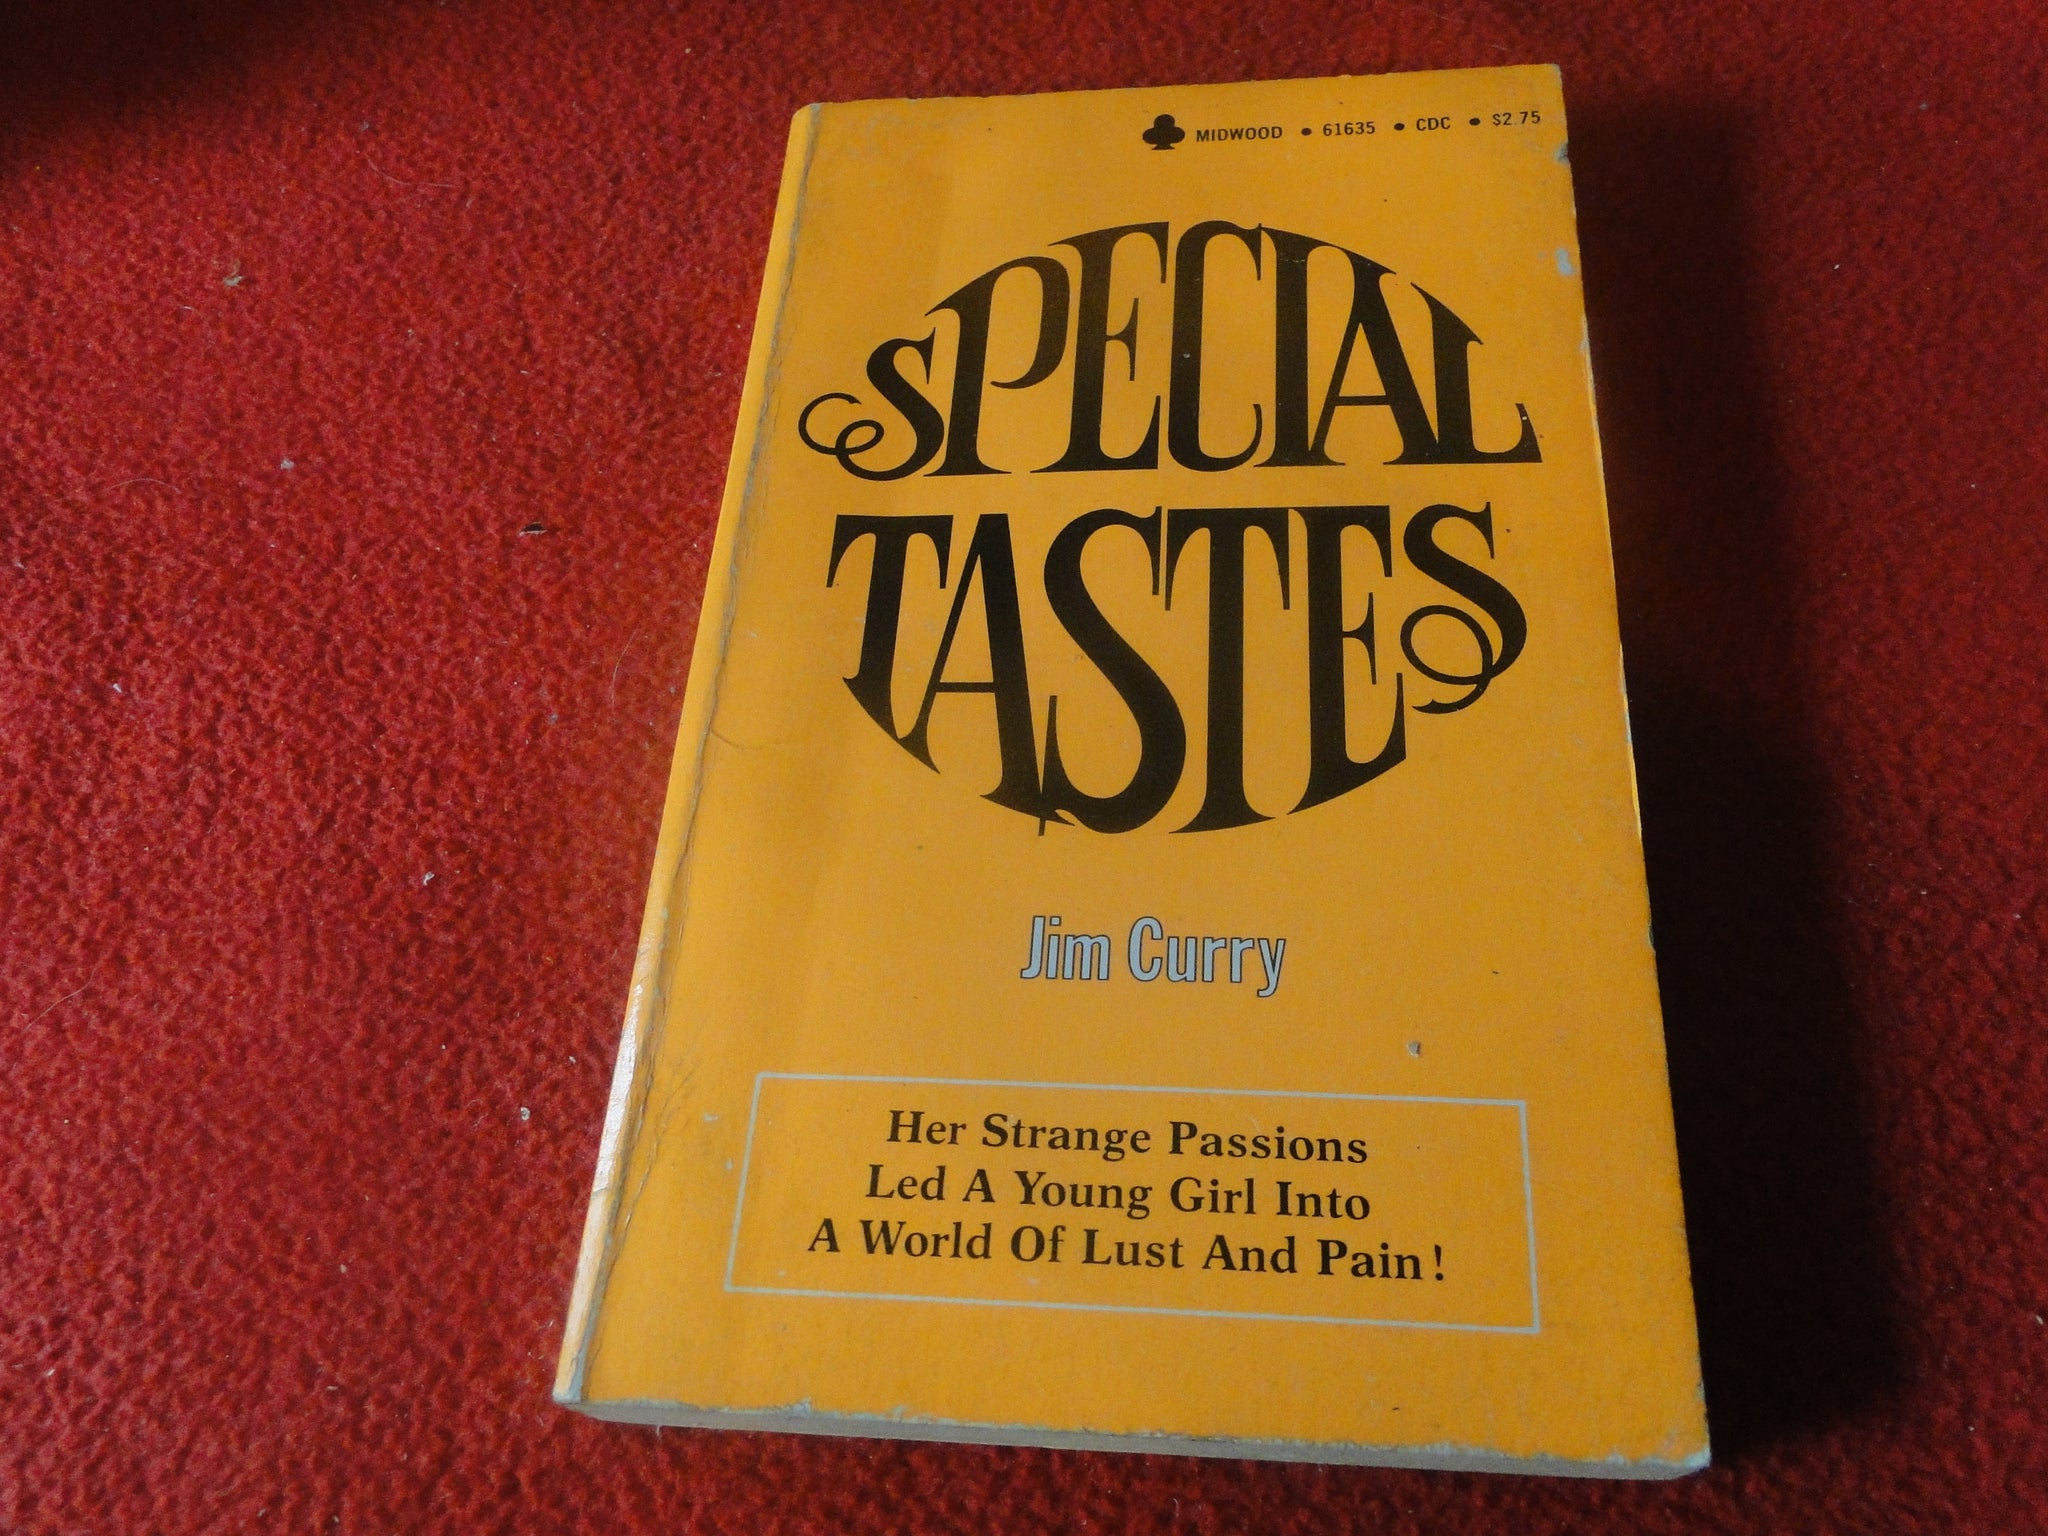 MIDWOOD • 61635 • CDC • $2.75
SPECIAL
TASTES
Jim Curry
Her Strange Passions
Led A Young Girl Into
A World Of Lust And Pain!